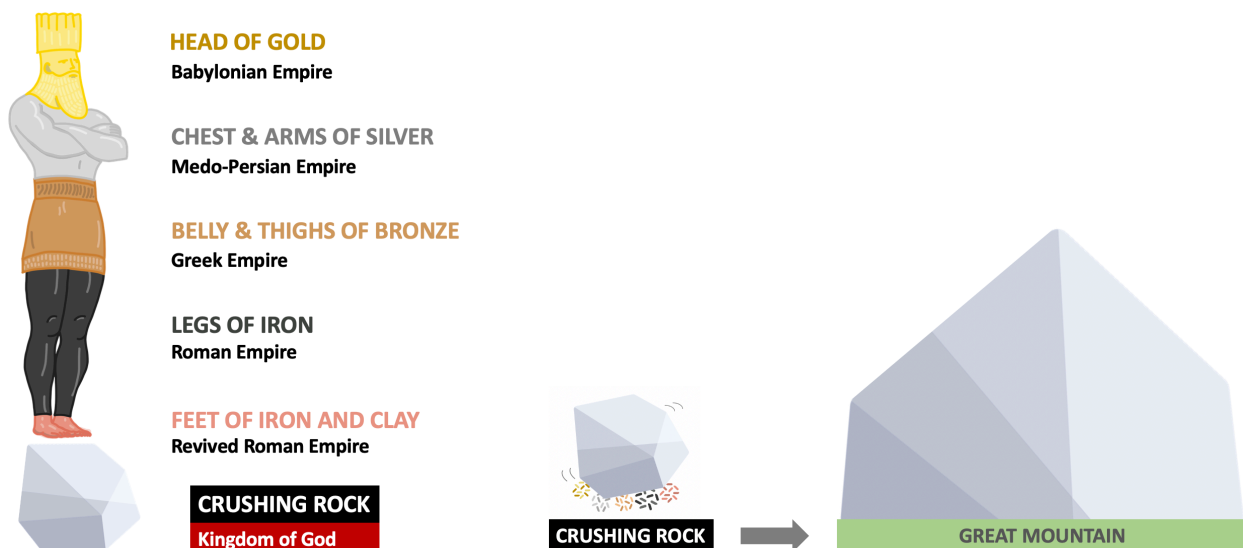 HEAD OF GOLD
Babylonian Empire
CHEST & ARMS OF SILVER
Medo-Persian Empire
BELLY & THIGHS OF BRONZE
Greek Empire
LEGS OF IRON
Roman Empire
FEET OF IRON AND CLAY
Revived Roman Empire
CRUSHING ROCK
Kingdom of God
CRUSHING ROCK
GREAT MOUNTAIN